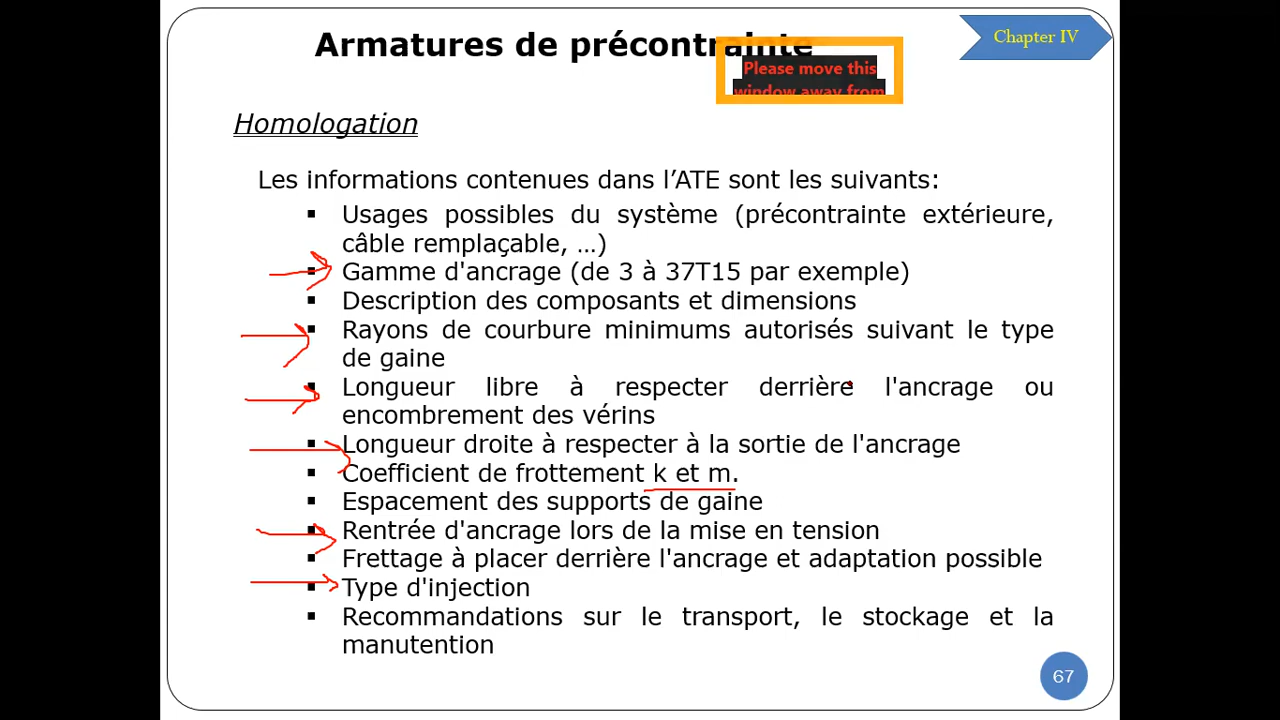 Armatures de précontrainte
Chapter IV
Please move this
window away from
Homologation
Les informations contenues dans l’ATE sont les suivants:
▪ Usages possibles du système (précontrainte extérieure,
câble remplaçable, …)
▪ Gamme d'ancrage (de 3 à 37T15 par exemple)
▪ Description des composants et dimensions
▪ Rayons de courbure minimums autorisés suivant le type
de gaine
▪ Longueur libre à respecter derrière l'ancrage ou
encombrement des vérins
▪ Longueur droite à respecter à la sortie de l'ancrage
▪ Coefficient de frottement k et m.
▪ Espacement des supports de gaine
▪ Rentrée d'ancrage lors de la mise en tension
▪ Frettage à placer derrière l'ancrage et adaptation possible
▪ Type d'injection
▪ Recommandations sur le transport, le stockage et la
manutention
67